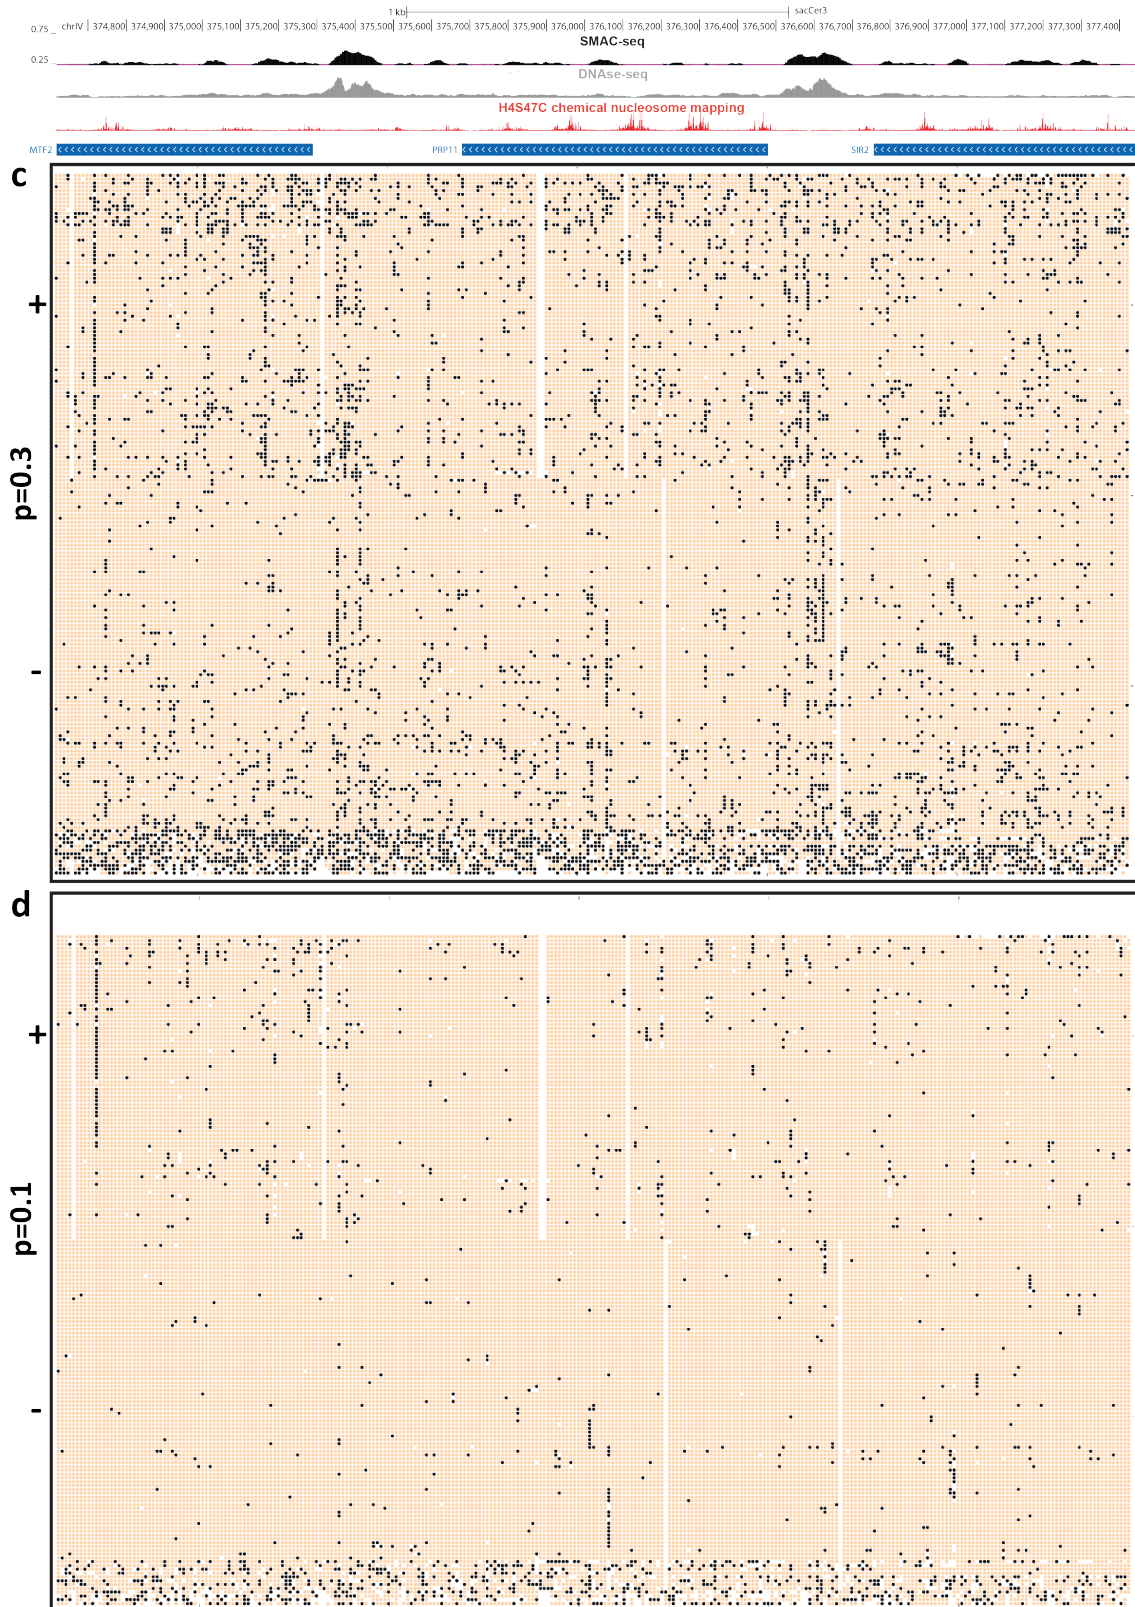 1 kb sacCer3
chrIV 374,800 374,900 375,000 375,100 375,200 375,300 375,400 375,500 375,600 375,700 375,800 375,900 376,000 376,100 376,200 376,300 376,400 376,500 376,600 376,700 376,800 376,900 377,000 377,100 377,200 377,300 377,400
0.75
SMAC-seq
0.25
DNAse-seq
H4S47C chemical nucleosome mapping
MTF2 PRP11 SIR2
c
+
p=0.3
-
d
+
p=0.1
-